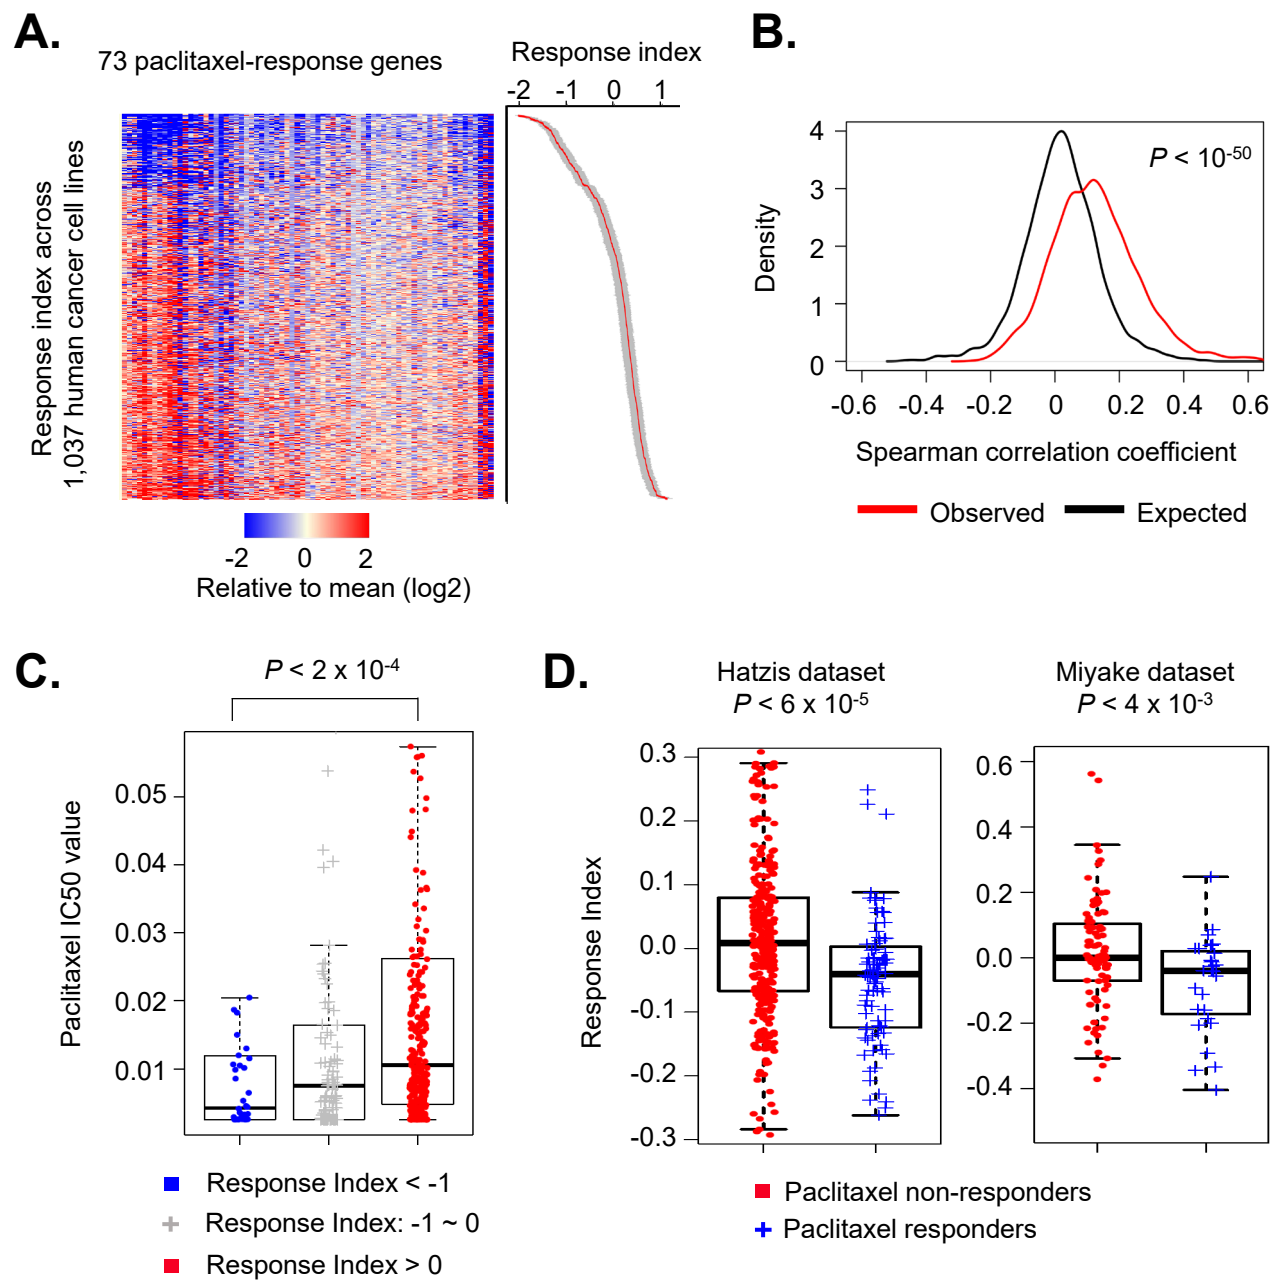 A.
73 paclitaxel-response genes
Response index
-2 -1 0 1
Response index across
1,037 human cancer cell lines
-2 0 2
Relative to mean (log2)
B.
P < 10-50
4
3
2
1
0
Density
-0.6 -0.4 -0.2 0 0.2 0.4 0.6
Spearman correlation coefficient
Observed Expected
C.
P < 2 x 10-4
0.05
0.04
0.03
0.02
0.01
Paclitaxel IC50 value
Response Index < -1
Response Index: -1 ~ 0
Response Index > 0
D.
Hatzis dataset
P < 6 x 10-5
0.3
0.2
0.1
0.0
-0.1
-0.2
-0.3
Response Index
Miyake dataset
P < 4 x 10-3
0.6
0.4
0.2
0.0
-0.2
-0.4
Paclitaxel non-responders
Paclitaxel responders